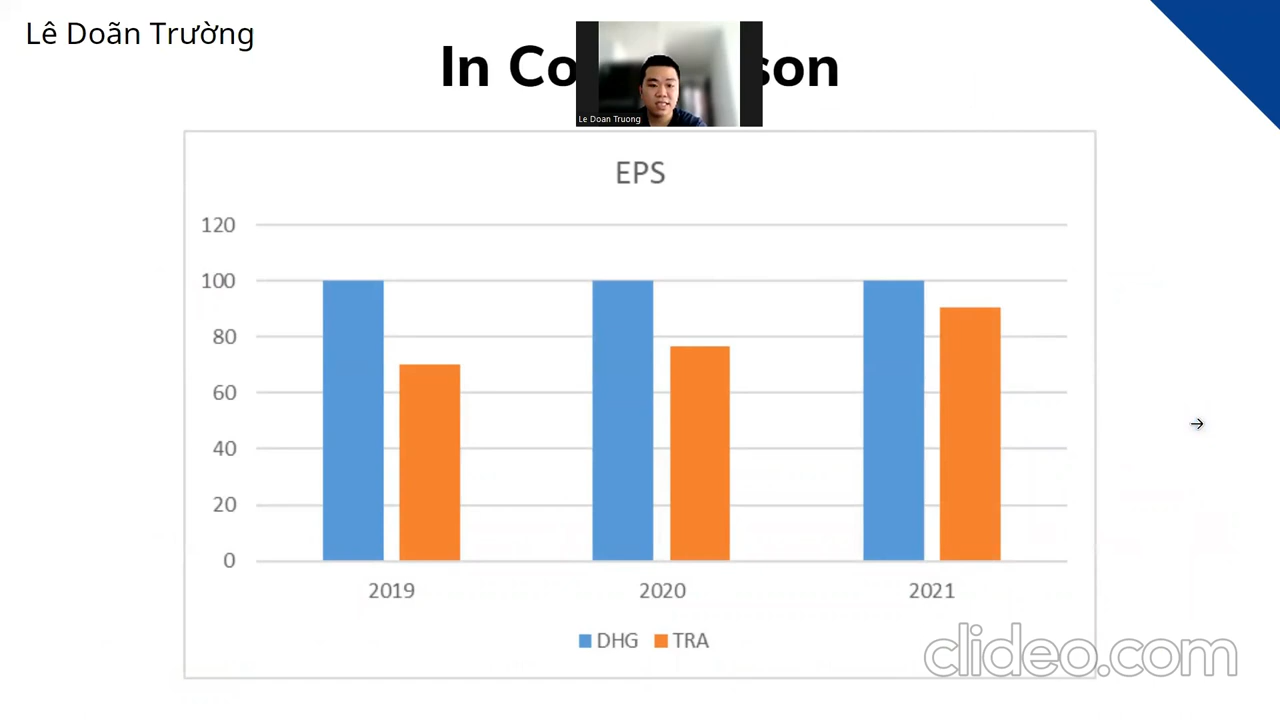 Lê Doãn Trường
In Co son
Le Doan Truong
EPS
120
100
80
60
40
20
0
2019 2020 2021
DHG TRA
clideo.com